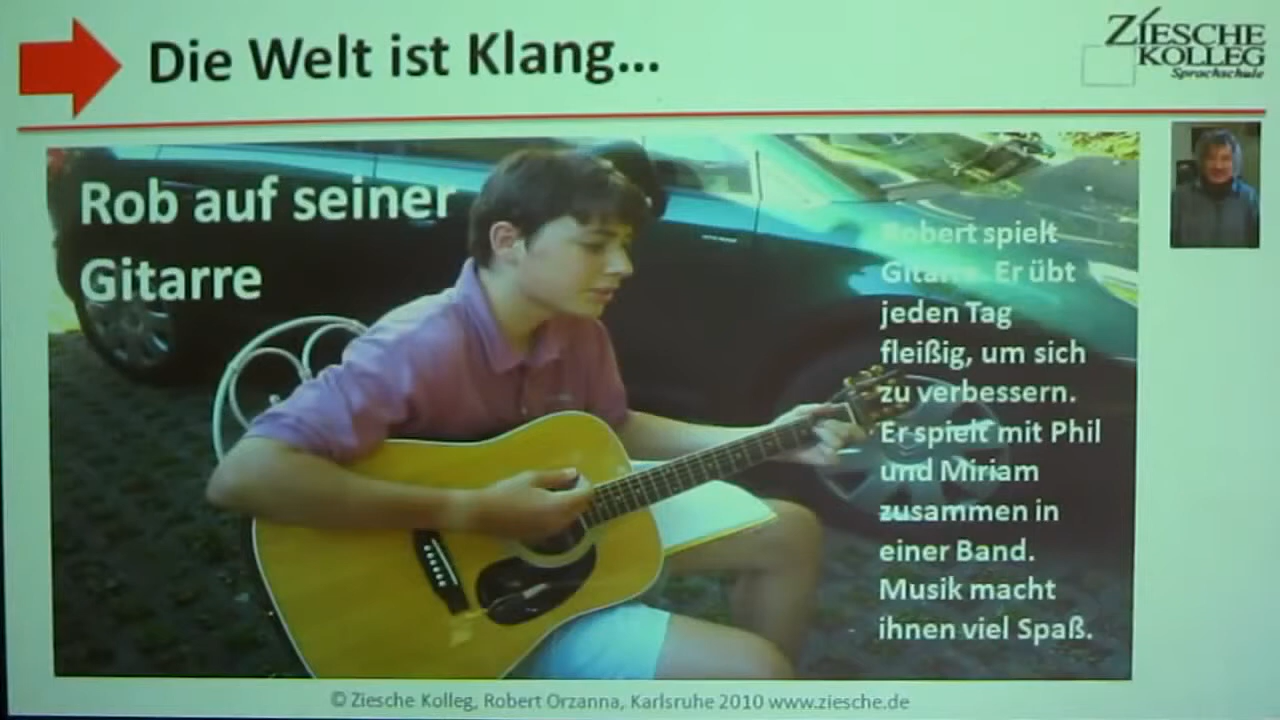 Die Welt ist Klang...
ZIESCHE
KOLLEG
Sprachschule
Rob auf seiner
Gitarre
Robert spielt
Gitarre. Er übt
jeden Tag
fleißig, um sich
zu verbessern.
Er spielt mit Phil
und Miriam
zusammen in
einer Band.
Musik macht
ihnen viel Spaß.
© Ziesche Kolleg, Robert Orzanna, Karlsruhe 2010 www.ziesche.de